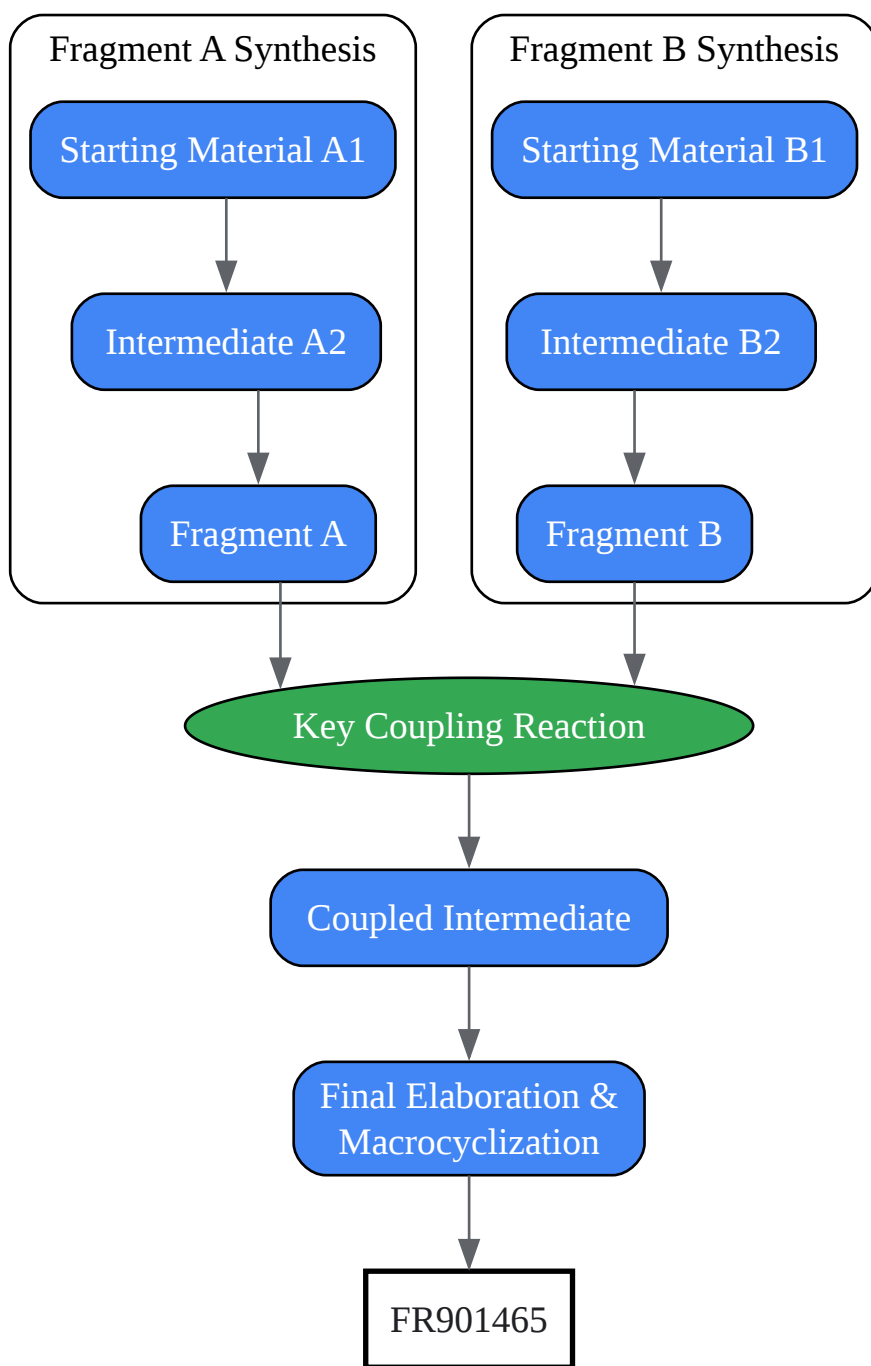 Fragment A Synthesis
Starting Material A1
Intermediate A2
Fragment A
Fragment B Synthesis
Starting Material B1
Intermediate B2
Fragment B
Key Coupling Reaction
Coupled Intermediate
Final Elaboration &
Macrocyclization
FR901465